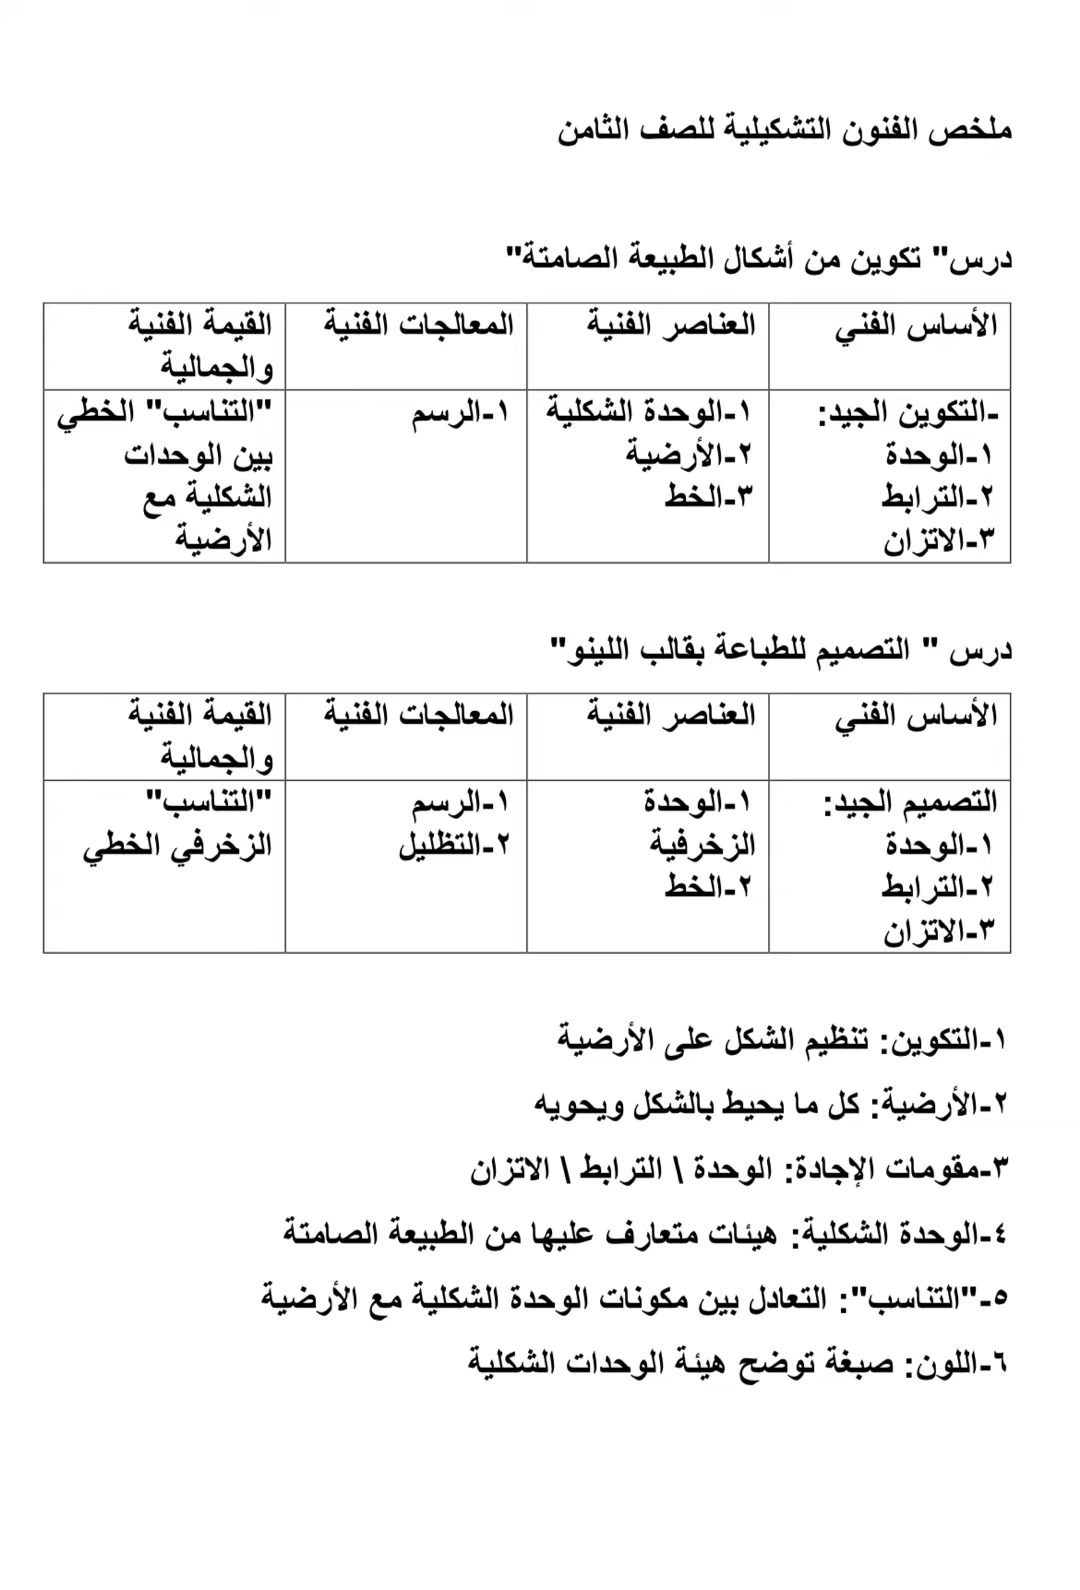 ملخص الفنون التشكيلية للصف الثامن
درس" تكوين من أشكال الطبيعة الصامتة"
الأساس الفني
العناصر الفنية
المعالجات الفنية
القيمة الفنية
والجمالية
-التكوين الجيد:
١-الوحدة
٢-الترابط
٣-الاتزان
١-الوحدة الشكلية
٢-الأرضية
٣-الخط
١-الرسم
"التناسب" الخطي
بين الوحدات
الشكلية مع
الأرضية
درس " التصميم للطباعة بقالب اللينو"
الأساس الفني
العناصر الفنية
المعالجات الفنية
القيمة الفنية
والجمالية
التصميم الجيد:
١-الوحدة
٢-الترابط
٣-الاتزان
١-الوحدة
الزخرفية
٢-الخط
١-الرسم
٢-التظليل
"التناسب"
الزخرفي الخطي
١-التكوين: تنظيم الشكل على الأرضية
٢-الأرضية: كل ما يحيط بالشكل ويحويه
٣-مقومات الإجادة: الوحدة \ الترابط \ الاتزان
٤-الوحدة الشكلية: هيئات متعارف عليها من الطبيعة الصامتة
٥-"التناسب": التعادل بين مكونات الوحدة الشكلية مع الأرضية
٦-اللون: صبغة توضح هيئة الوحدات الشكلية